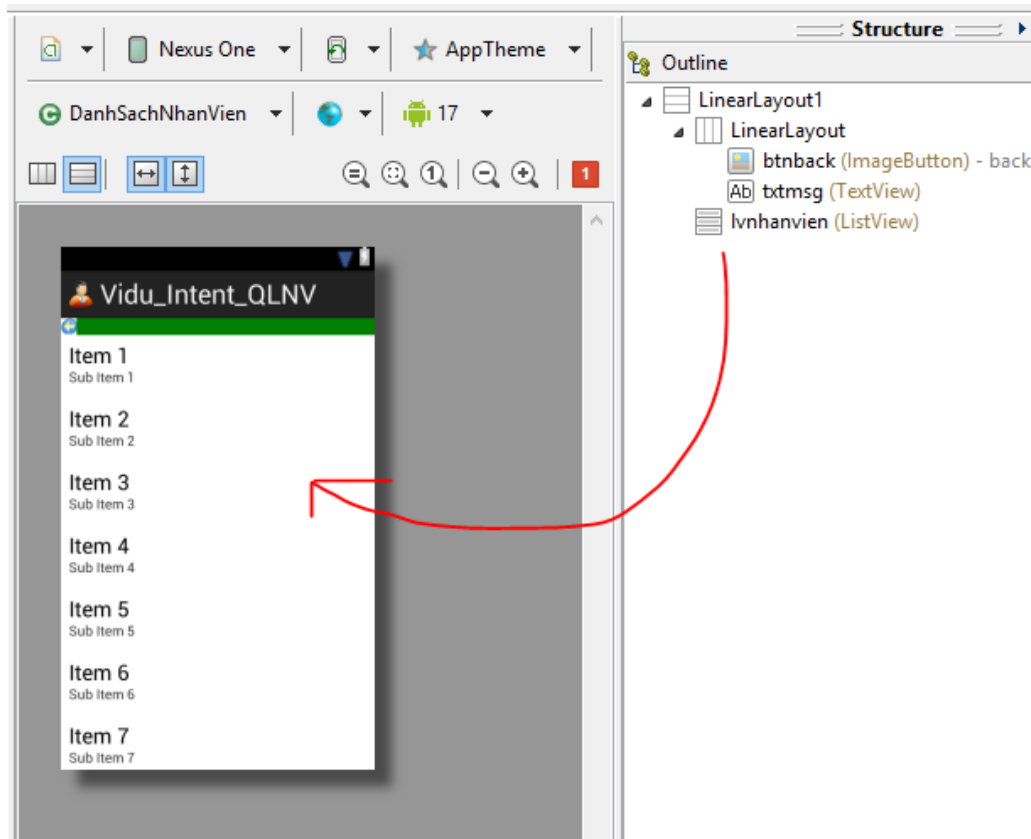 Structure
Nexus One
AppTheme
Outline
DanhSachNhanVien
17
1
LinearLayout1
LinearLayout
btnback (ImageButton) - back
Ab txtmsg (TextView)
lvnhanvien (ListView)
Vidu_Intent_QLNV
Item 1
Sub Item 1
Item 2
Sub Item 2
Item 3
Sub Item 3
Item 4
Sub Item 4
Item 5
Sub Item 5
Item 6
Sub Item 6
Item 7
Sub Item 7